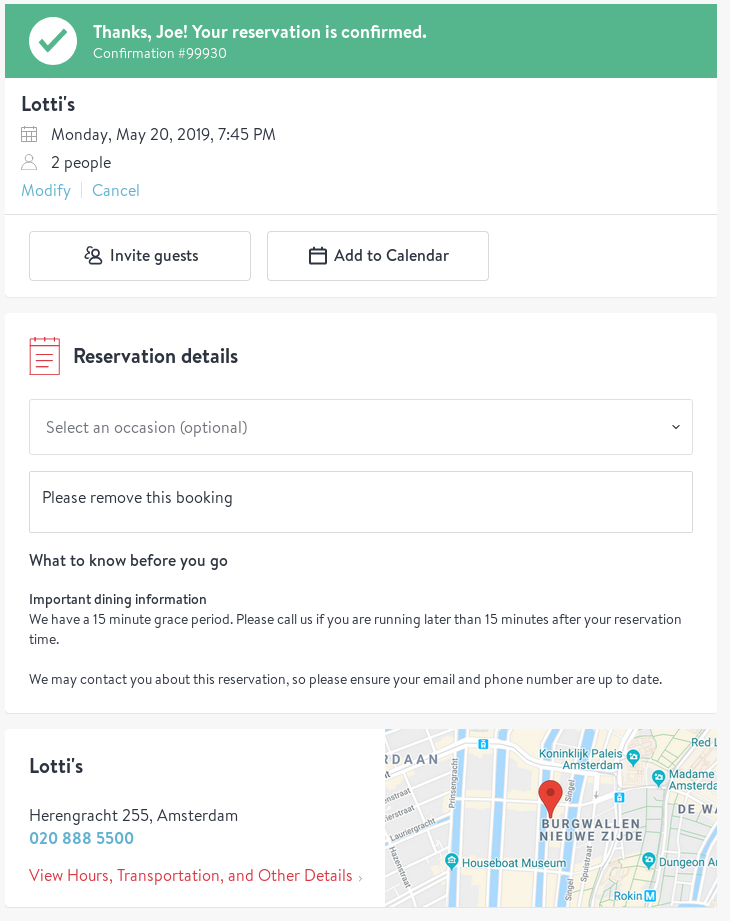 Thanks, Joe! Your reservation is confirmed.
Confirmation #99930
Lotti's
Monday, May 20, 2019, 7:45 PM
2 people
Modify | Cancel
Invite guests
Add to Calendar
Reservation details
Select an occasion (optional)
Please remove this booking
What to know before you go
Important dining information
We have a 15 minute grace period. Please call us if you are running later than 15 minutes after your reservation
time.
We may contact you about this reservation, so please ensure your email and phone number are up to date.
Lotti's
Herengracht 255, Amsterdam
020 888 5500
View Hours, Transportation, and Other Details ›
RDAAN
Prinsengracht
Koninklijk Paleis
Amsterdam
Red L
Madame
Amsterda
Singel
DE WA
BURGWALLEN
NIEUWE ZIJDE
Lauriergracht
Hazenstraat
Houseboat Museum
Singel
Spuistraat
Dungeon Am
Rokin M